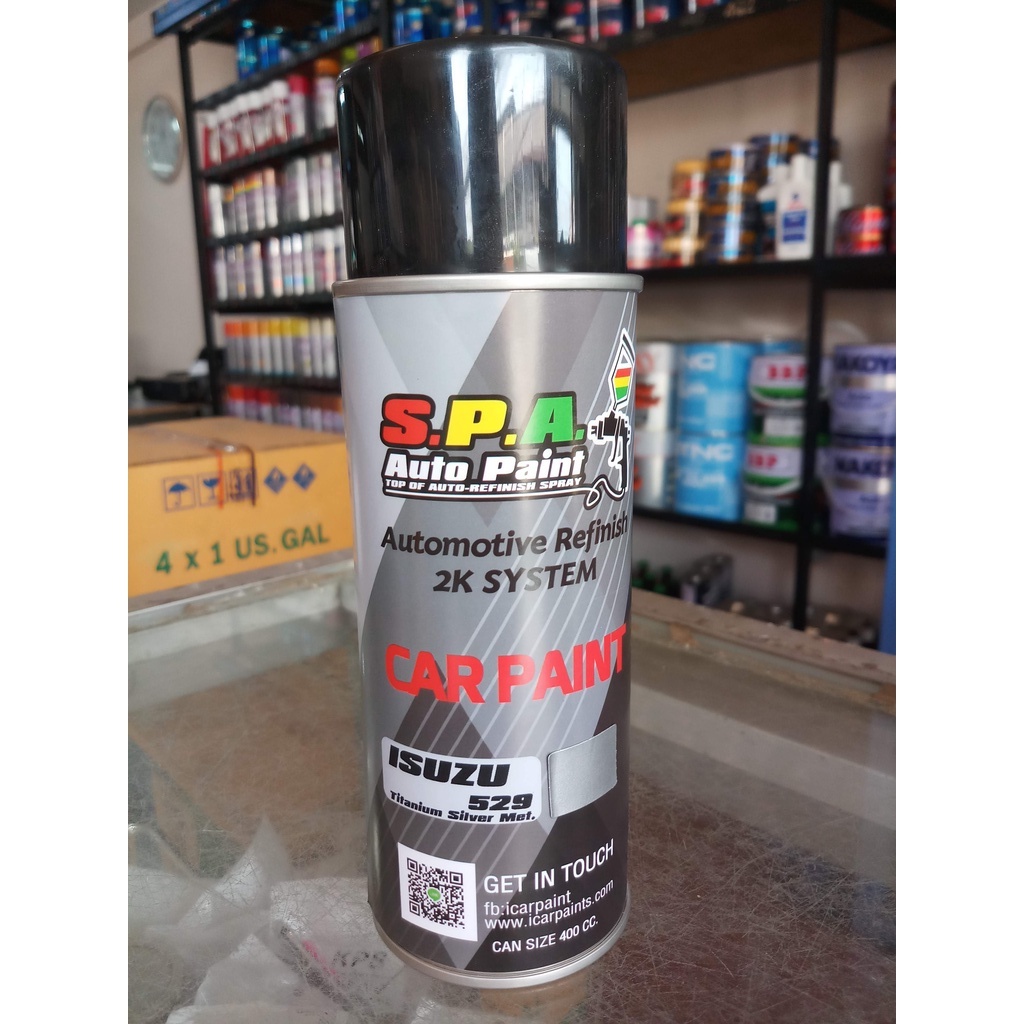 S.P.A.
Auto Paint
TOP OF AUTO-REFINISH SPRAY
Automotive Refinish
2K SYSTEM
CAR PAINT
ISUZU
529
Titanium Silver Met.
GET IN TOUCH
fb:icarpaint
www.icarpaints.com
CAN SIZE 400 CC.
4 x 1 US. GAL